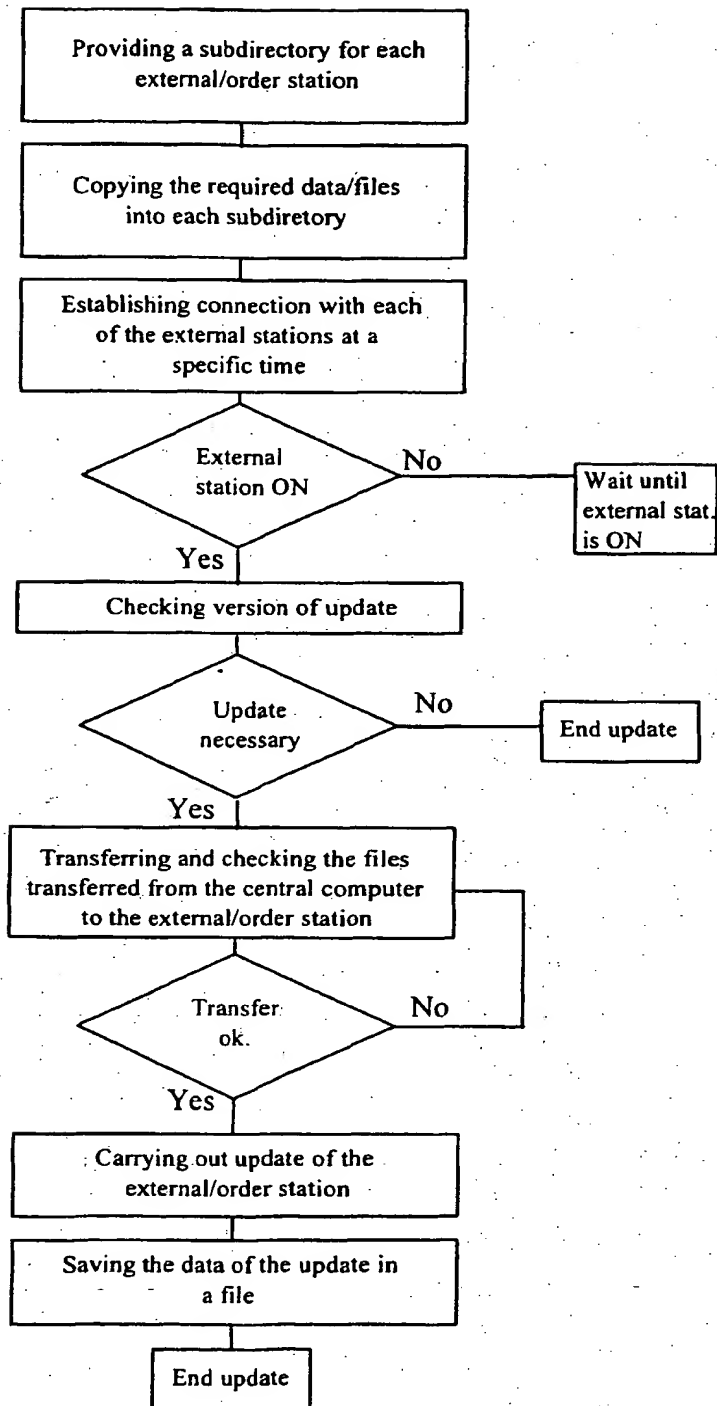 Providing a subdirectory for each
external/order station
Copying the required data/files
into each subdiretory
Establishing connection with each
of the external stations at a
specific time
External
station ON
No
Wait until
external stat.
is ON
Yes
Checking version of update
Update
necessary
No
End update
Yes
Transferring and checking the files
transferred from the central computer
to the external/order station
Transfer
ok.
No
Yes
Carrying out update of the
external/order station
Saving the data of the update in
a file
End update